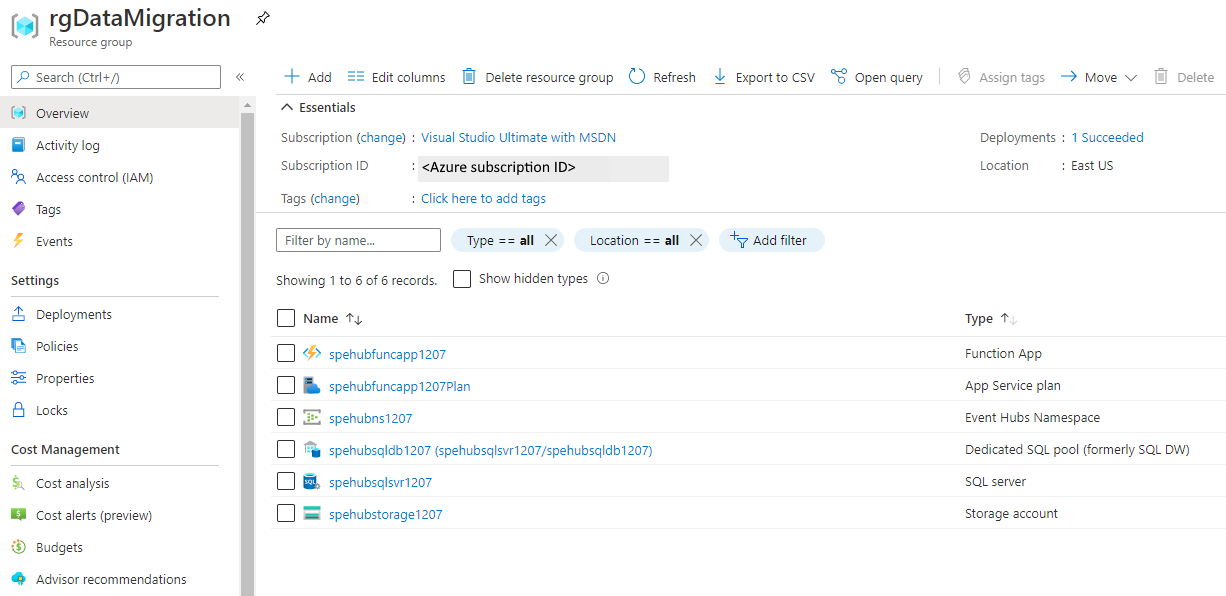 rgDataMigration
Resource group
Search (Ctrl+/)
«
Overview
Activity log
Access control (IAM)
Tags
Events
Settings
Deployments
Policies
Properties
Locks
Cost Management
Cost analysis
Cost alerts (preview)
Budgets
Advisor recommendations
Add Edit columns Delete resource group Refresh Export to CSV Open query Assign tags Move Delete
Essentials
Subscription (change) : Visual Studio Ultimate with MSDN Deployments : 1 Succeeded
Subscription ID : <Azure subscription ID> Location : East US
Tags (change) : Click here to add tags
Filter by name... Type == all Location == all Add filter
Showing 1 to 6 of 6 records. Show hidden types
Name Type
spehubfuncapp1207 Function App
spehubfuncapp1207Plan App Service plan
spehubns1207 Event Hubs Namespace
spehubsqldb1207 (spehubsqlsvr1207/spehubsqldb1207) Dedicated SQL pool (formerly SQL DW)
spehubsqlsvr1207 SQL server
spehubstorage1207 Storage account